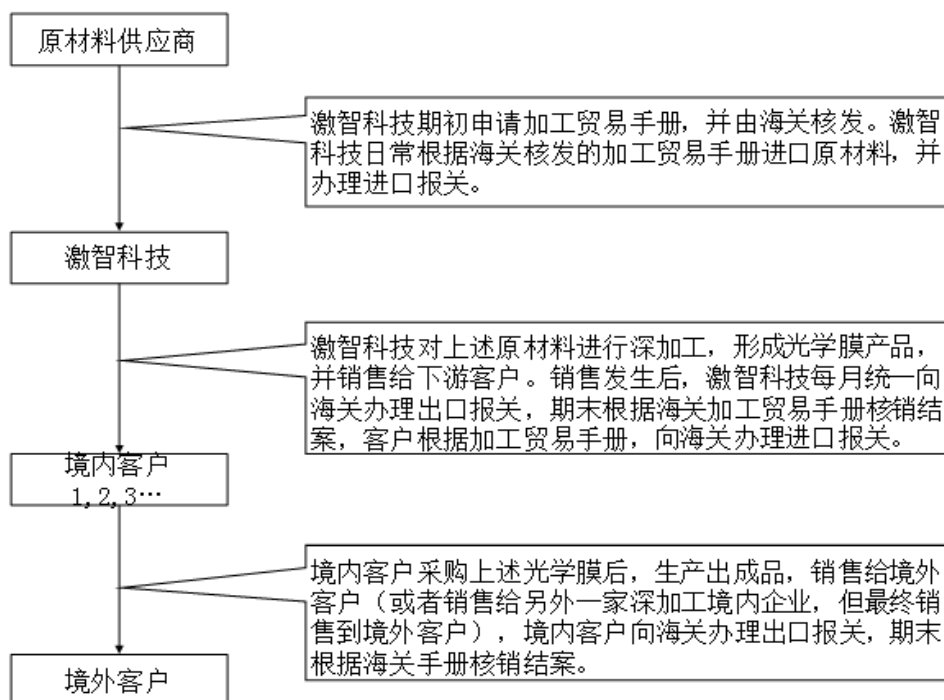 原材料供应商
激智科技期初申请加工贸易手册，并由海关核发。激智
科技日常根据海关核发的加工贸易手册进口原材料，并
办理进口报关。
激智科技
激智科技对上述原材料进行深加工，形成光学膜产品，
并销售给下游客户。销售发生后，激智科技每月统一向
海关办理出口报关，期末根据海关加工贸易手册核销结
案，客户根据加工贸易手册，向海关办理进口报关。
境内客户
1,2,3…
境内客户采购上述光学膜后，生产出成品，销售给境外
客户（或者销售给另外一家深加工境内企业，但最终销
售到境外客户），境内客户向海关办理出口报关，期末
根据海关手册核销结案。
境外客户